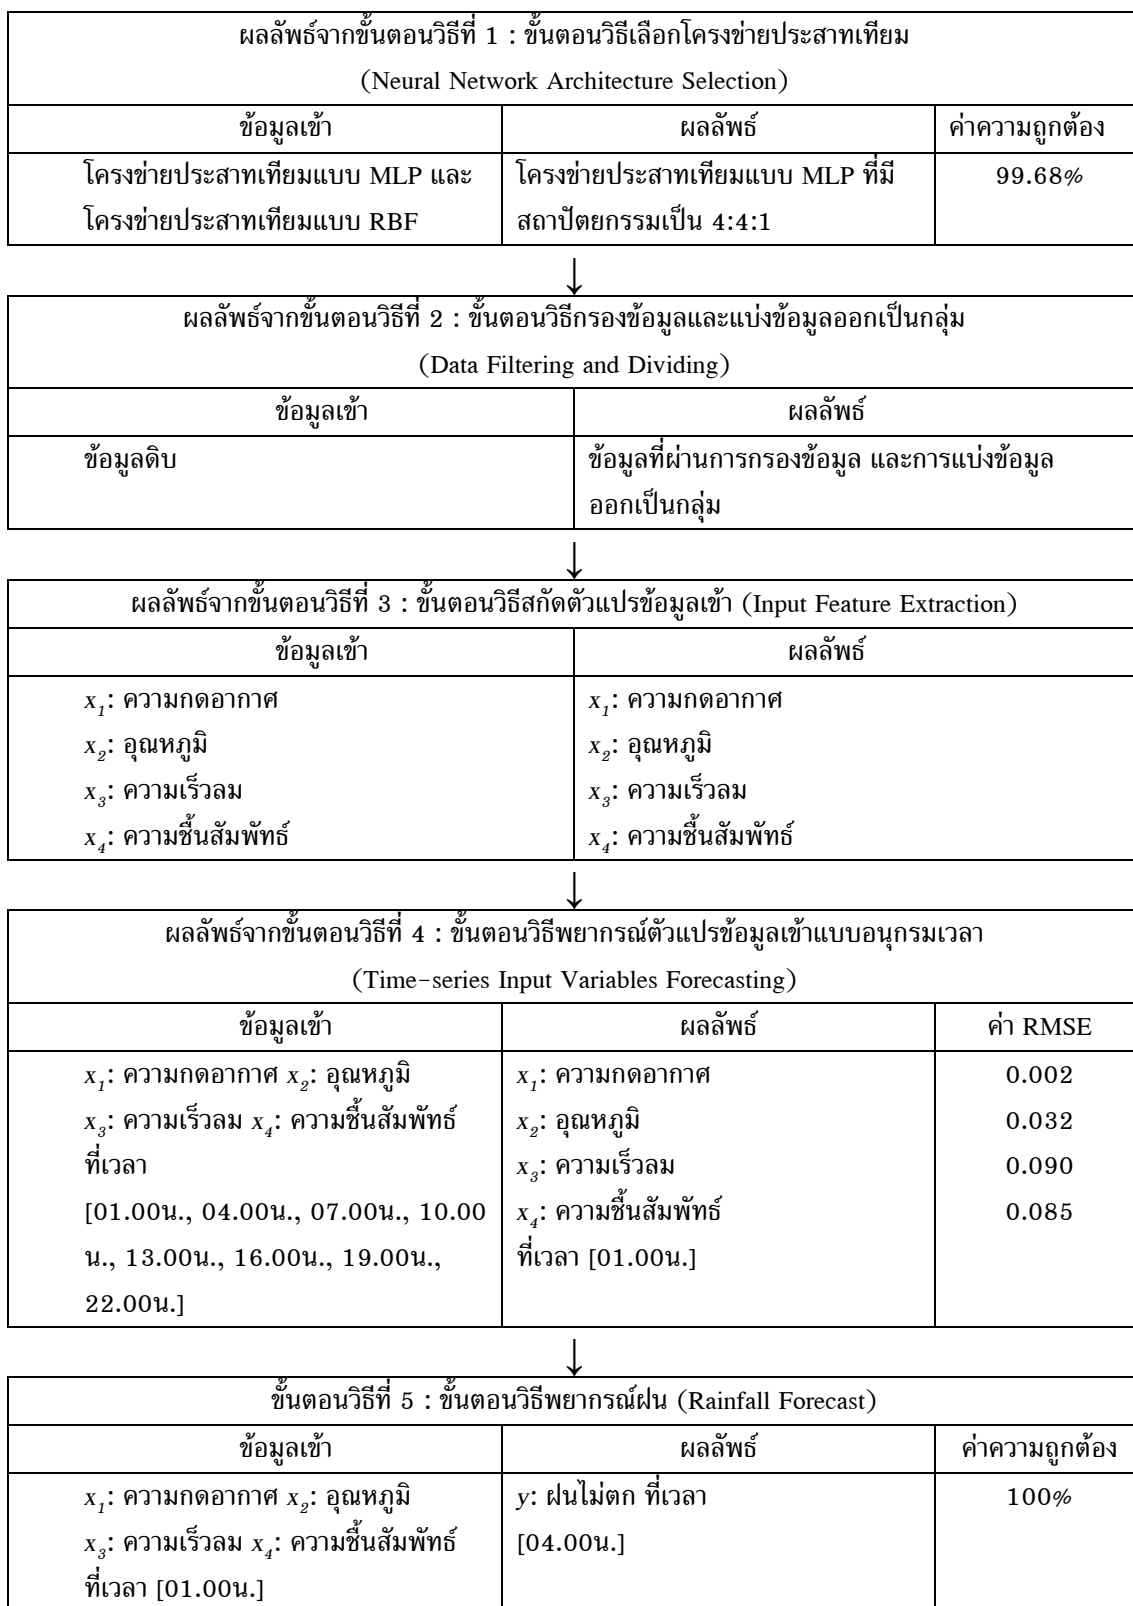 ผลลัพธ์จากขั้นตอนวิธีที่ 1 : ขั้นตอนวิธีเลือกโครงข่ายประสาทเทียม
(Neural Network Architecture Selection)
ข้อมูลเข้า ผลลัพธ์ ค่าความถูกต้อง
โครงข่ายประสาทเทียมแบบ MLP และ โครงข่ายประสาทเทียมแบบ MLP ที่มี 99.68%
โครงข่ายประสาทเทียมแบบ RBF สถาปัตยกรรมเป็น 4:4:1
↓
ผลลัพธ์จากขั้นตอนวิธีที่ 2 : ขั้นตอนวิธีกรองข้อมูลและแบ่งข้อมูลออกเป็นกลุ่ม
(Data Filtering and Dividing)
ข้อมูลเข้า ผลลัพธ์
ข้อมูลดิบ ข้อมูลที่ผ่านการกรองข้อมูล และการแบ่งข้อมูล
ออกเป็นกลุ่ม
↓
ผลลัพธ์จากขั้นตอนวิธีที่ 3 : ขั้นตอนวิธีสกัดตัวแปรข้อมูลเข้า (Input Feature Extraction)
ข้อมูลเข้า ผลลัพธ์
x₁: ความกดอากาศ x₁: ความกดอากาศ
x₂: อุณหภูมิ x₂: อุณหภูมิ
x₃: ความเร็วลม x₃: ความเร็วลม
x₄: ความชื้นสัมพัทธ์ x₄: ความชื้นสัมพัทธ์
↓
ผลลัพธ์จากขั้นตอนวิธีที่ 4 : ขั้นตอนวิธีพยากรณ์ตัวแปรข้อมูลเข้าแบบอนุกรมเวลา
(Time-series Input Variables Forecasting)
ข้อมูลเข้า ผลลัพธ์ ค่า RMSE
x₁: ความกดอากาศ x₂: อุณหภูมิ x₁: ความกดอากาศ 0.002
x₃: ความเร็วลม x₄: ความชื้นสัมพัทธ์ x₂: อุณหภูมิ 0.032
ที่เวลา x₃: ความเร็วลม 0.090
[01.00น., 04.00น., 07.00น., 10.00 x₄: ความชื้นสัมพัทธ์ 0.085
น., 13.00น., 16.00น., 19.00น., ที่เวลา [01.00น.]
22.00น.]
↓
ขั้นตอนวิธีที่ 5 : ขั้นตอนวิธีพยากรณ์ฝน (Rainfall Forecast)
ข้อมูลเข้า ผลลัพธ์ ค่าความถูกต้อง
x₁: ความกดอากาศ x₂: อุณหภูมิ y: ฝนไม่ตก ที่เวลา 100%
x₃: ความเร็วลม x₄: ความชื้นสัมพัทธ์ [04.00น.]
ที่เวลา [01.00น.]